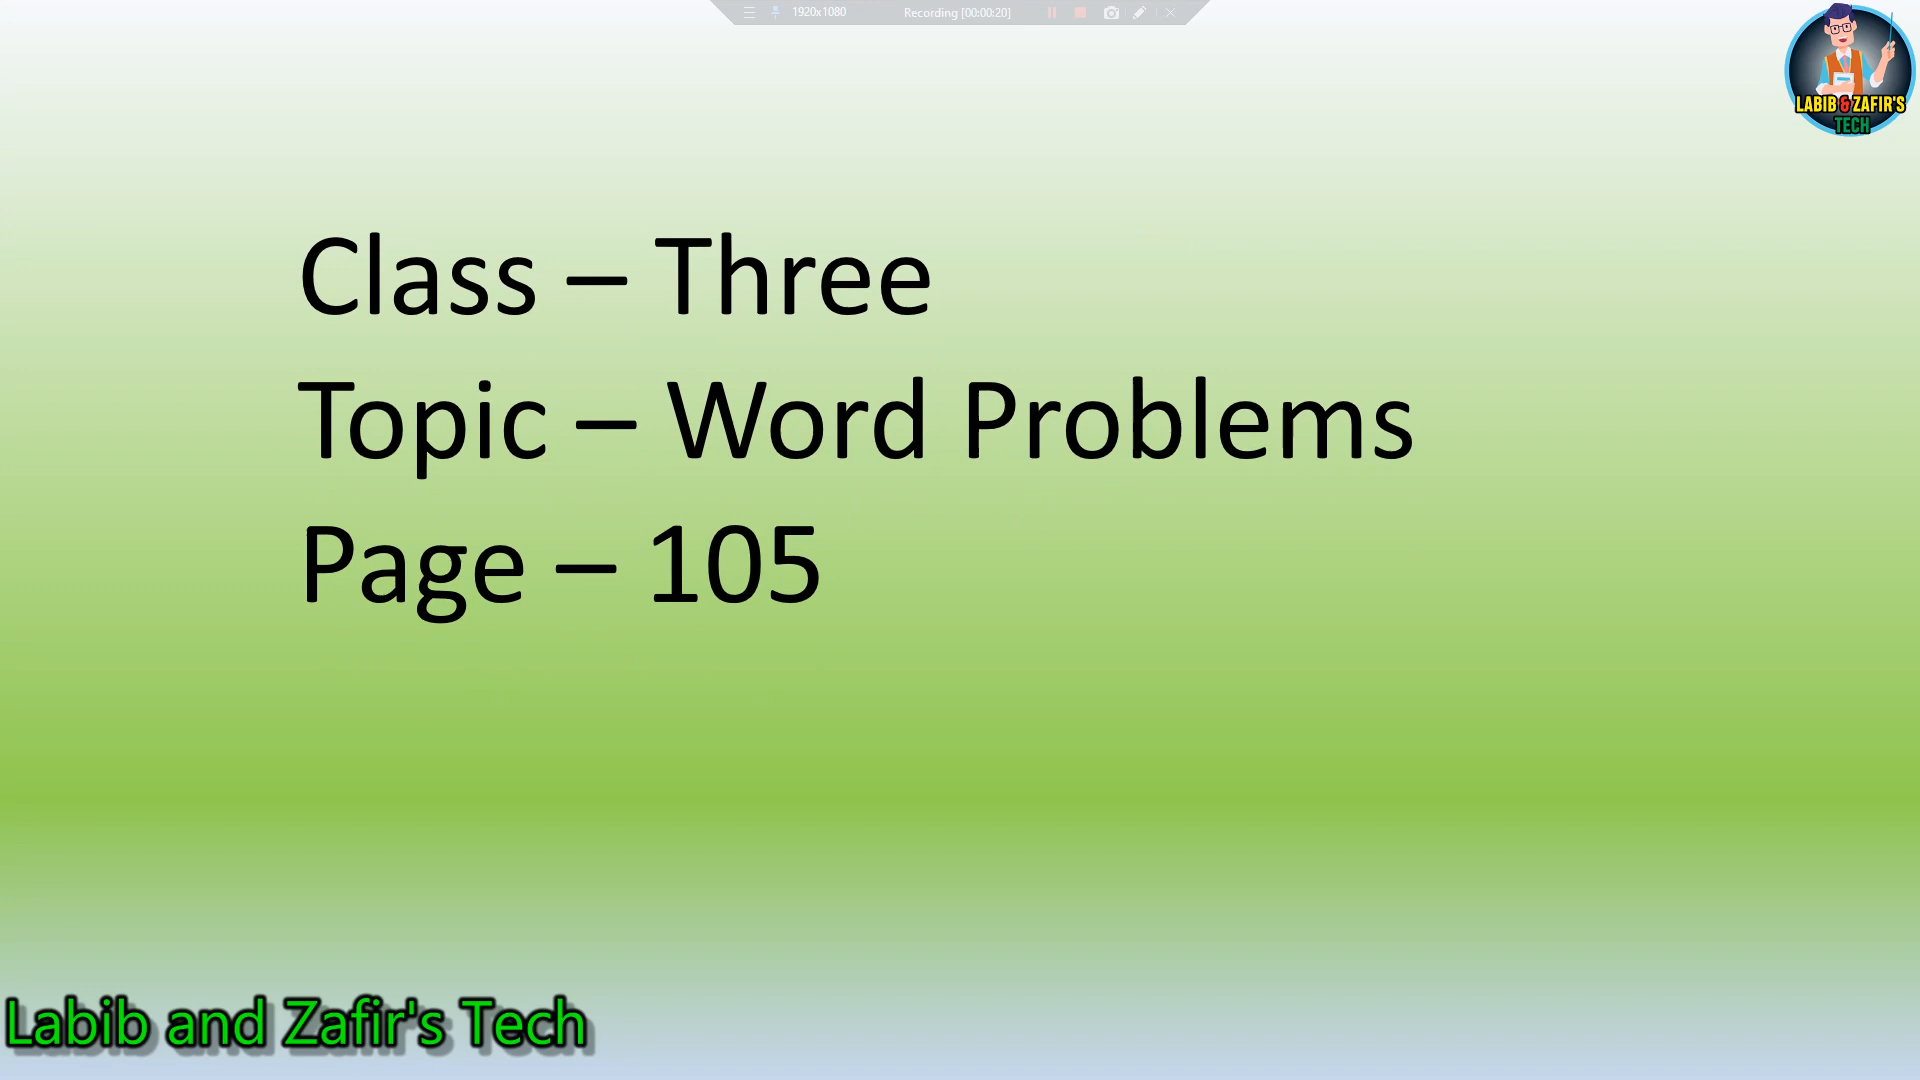 1920x1080 Recording [00:00:20]
LABIB & ZAFIR'S
TECH
Class – Three
Topic – Word Problems
Page – 105
Labib and Zafir's Tech